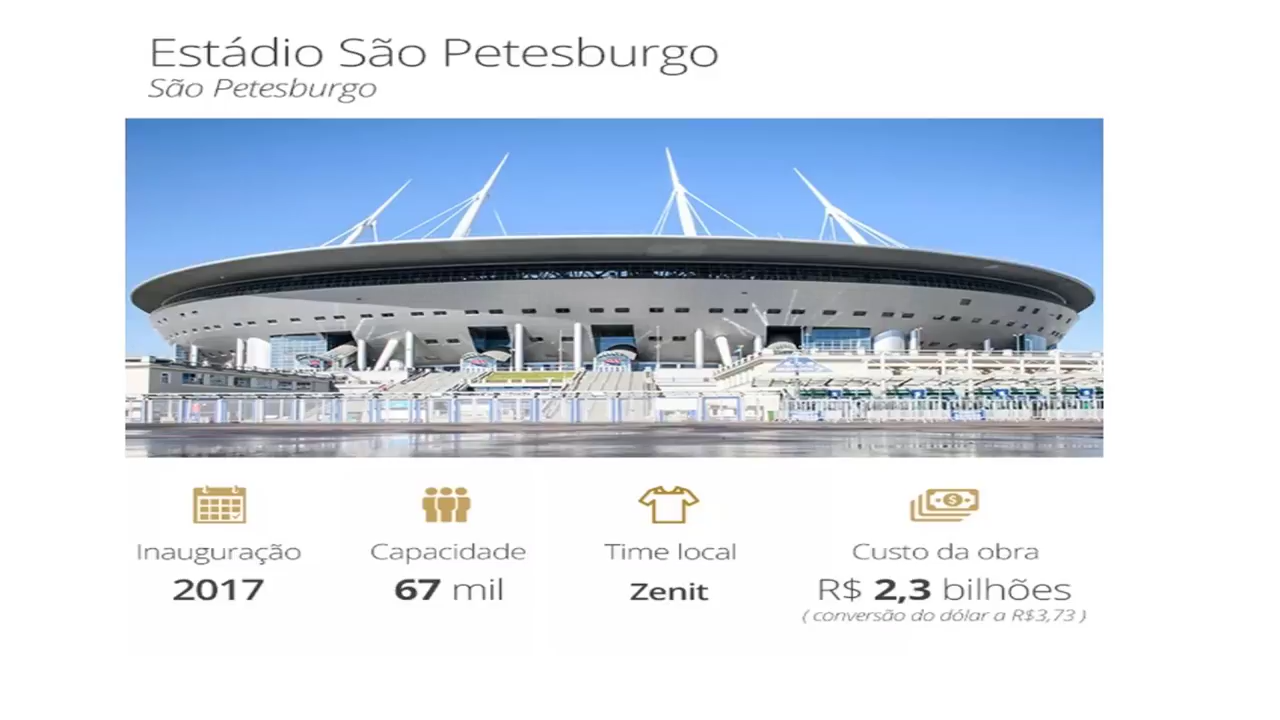 Estádio São Petesburgo
São Petesburgo
Inauguração
2017
Capacidade
67 mil
Time local
Zenit
Custo da obra
R$ 2,3 bilhões
( conversão do dólar a R$3,73 )